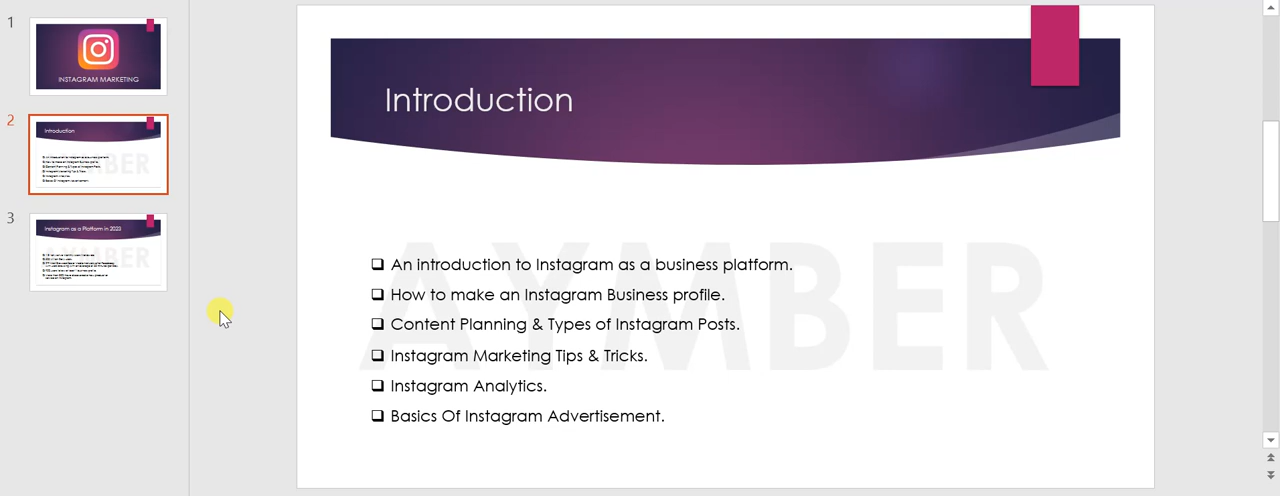 1
INSTAGRAM MARKETING
2
Introduction
3
Instagram as a Platform in 2023
Introduction
AYMBER
An introduction to Instagram as a business platform.
How to make an Instagram Business profile.
Content Planning & Types of Instagram Posts.
Instagram Marketing Tips & Tricks.
Instagram Analytics.
Basics Of Instagram Advertisement.